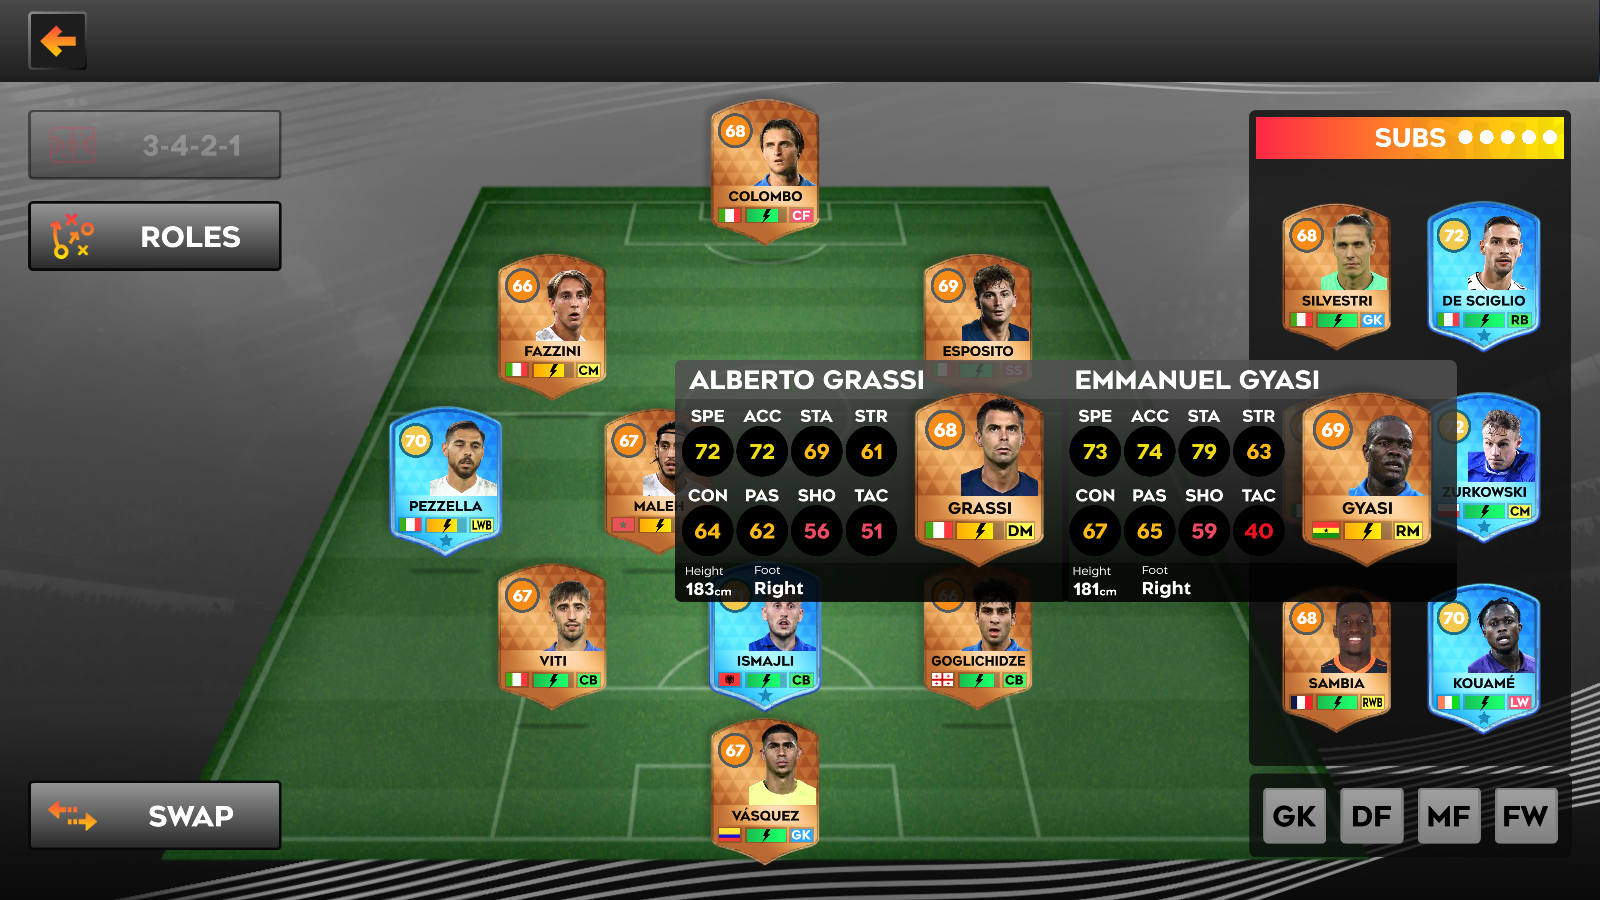 3-4-2-1
ROLES
SWAP
68
COLOMBO
CF
66
FAZZINI
CM
69
ESPOSITO
SS
70
PEZZELLA
LWB
67
MALEH
67
VITI
CB
ISMAJLI
CB
66
GOGLICHIDZE
CB
67
VÁSQUEZ
GK
ALBERTO GRASSI
SPE ACC STA STR
72 72 69 61
CON PAS SHO TAC
64 62 56 51
Height Foot
183cm Right
68
GRASSI
DM
EMMANUEL GYASI
SPE ACC STA STR
73 74 79 63
CON PAS SHO TAC
67 65 59 40
Height Foot
181cm Right
69
GYASI
RM
SUBS
68
SILVESTRI
GK
72
DE SCIGLIO
RB
72
ZURKOWSKI
CM
68
SAMBIA
RWB
70
KOUAMÉ
LW
GK DF MF FW